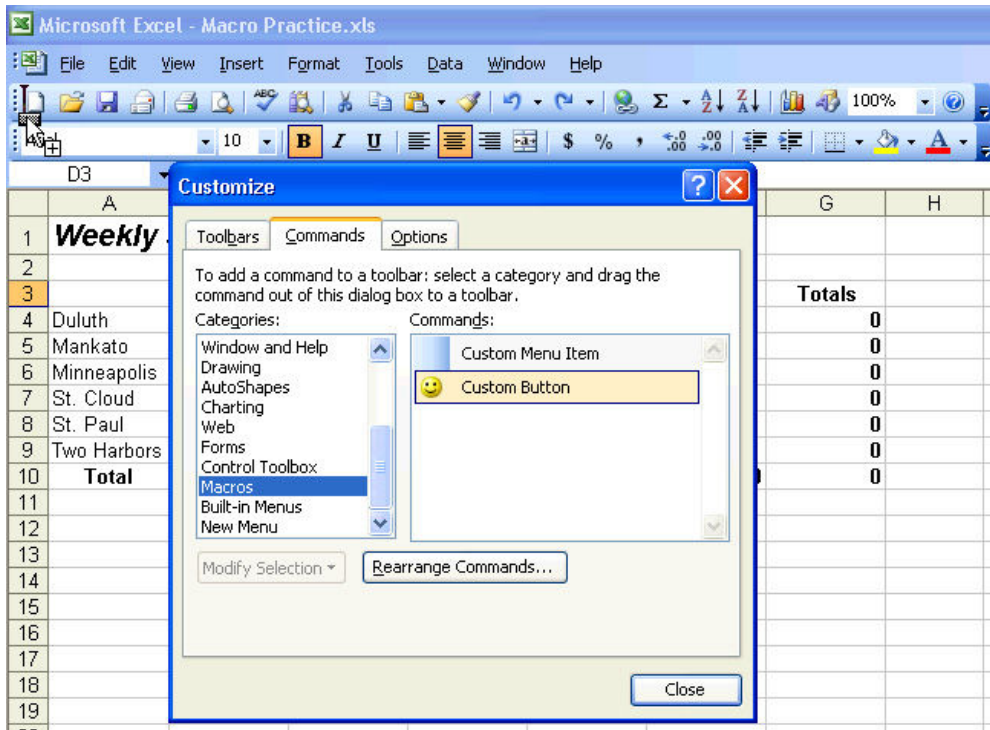 Microsoft Excel - Macro Practice.xls
File Edit View Insert Format Tools Data Window Help
ABC Σ A Z Z A 100% ?
10 B I U a $ % , .0 .00 .00 .0 A
D3
Customize ?
A G H
Toolbars Commands Options
1 Weekly
2
To add a command to a toolbar: select a category and drag the
command out of this dialog box to a toolbar.
3 Totals
Categories: Commands:
4 Duluth 0
5 Mankato 0
6 Minneapolis 0
7 St. Cloud 0
8 St. Paul 0
9 Two Harbors 0
10 Total 0
11
12
13
14
15
16
17
18
19
Window and Help
Drawing
AutoShapes
Charting
Web
Forms
Control Toolbox
Macros
Built-in Menus
New Menu
Custom Menu Item
Custom Button
Modify Selection Rearrange Commands...
Close